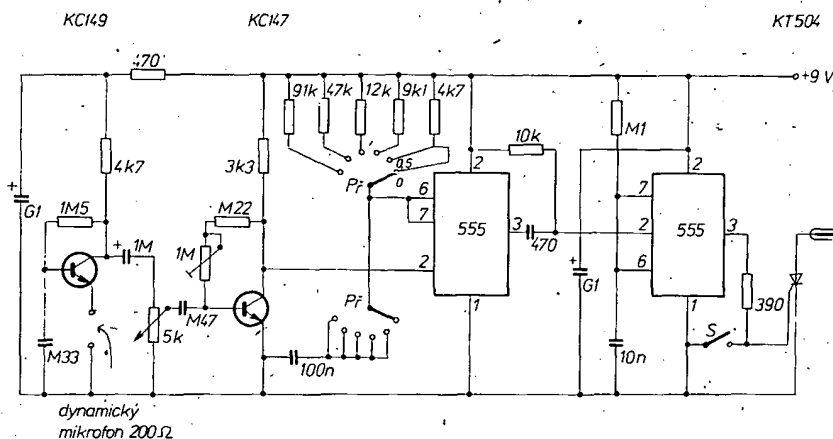 KC149
KC147
KT504
470
+9 V
91k
47k
12k
9k1
4k7
10k
M1
4k7
3k3
0,5
0
Př
2
2
+
G1
1M5
M22
6
7
7
+
1M
1M
555
3
2
555
3
470
2
6
+
G1
Př
1
1
390
M33
5k
M47
S
100n
10n
dynamický
mikrofon 200Ω